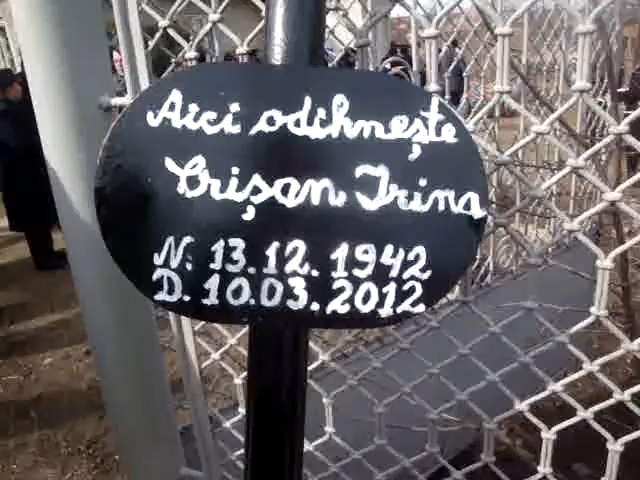 Aici odihnește
Crișan Irina
N: 13.12.1942
D. 10.03.2012